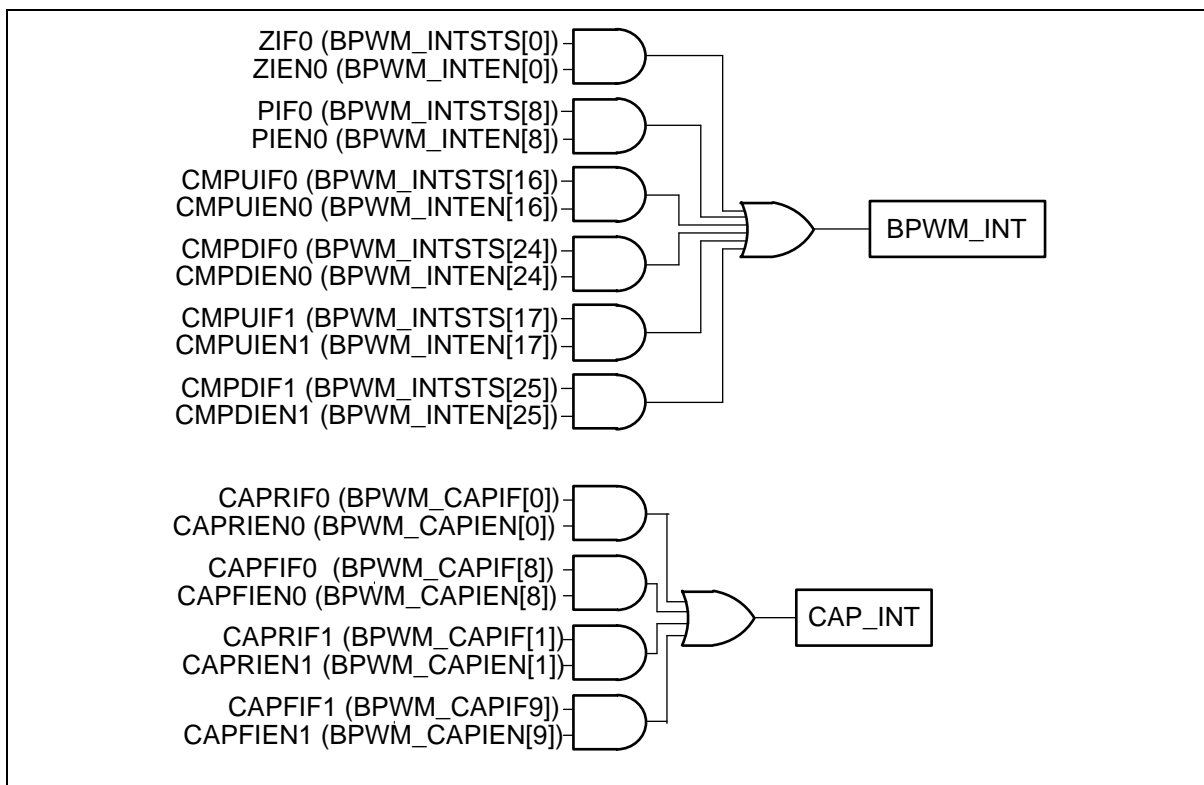 ZIF0 (BPWM_INTSTS[0])
ZIEN0 (BPWM_INTEN[0])
PIF0 (BPWM_INTSTS[8])
PIEN0 (BPWM_INTEN[8])
CMPUIF0 (BPWM_INTSTS[16])
CMPUIEN0 (BPWM_INTEN[16])
CMPDIF0 (BPWM_INTSTS[24])
CMPDIEN0 (BPWM_INTEN[24])
CMPUIF1 (BPWM_INTSTS[17])
CMPUIEN1 (BPWM_INTEN[17])
CMPDIF1 (BPWM_INTSTS[25])
CMPDIEN1 (BPWM_INTEN[25])
BPWM_INT
CAPRIF0 (BPWM_CAPIF[0])
CAPRIEN0 (BPWM_CAPIEN[0])
CAPFIF0 (BPWM_CAPIF[8])
CAPFIEN0 (BPWM_CAPIEN[8])
CAPRIF1 (BPWM_CAPIF[1])
CAPRIEN1 (BPWM_CAPIEN[1])
CAPFIF1 (BPWM_CAPIF9])
CAPFIEN1 (BPWM_CAPIEN[9])
CAP_INT